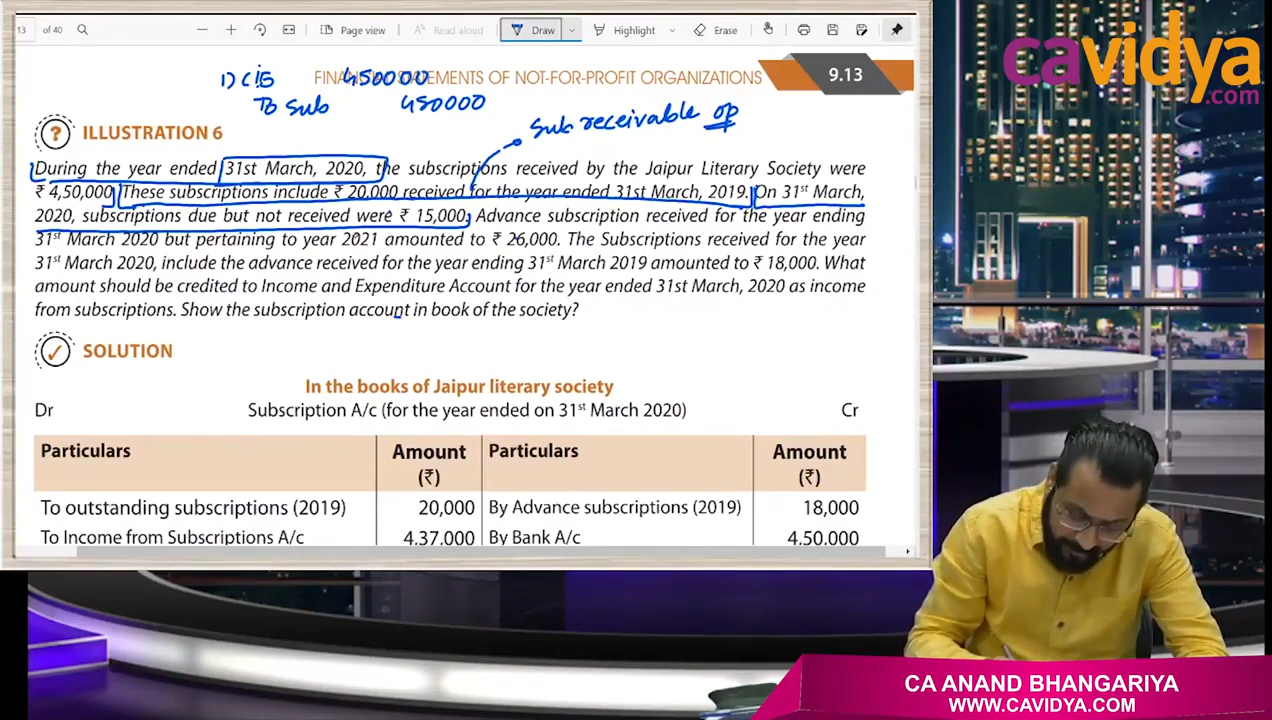 13 of 40 Page view Read aloud Draw Highlight Erase
cavidya
.com
FINANCIAL STATEMENTS OF NOT-FOR-PROFIT ORGANIZATIONS 9.13
450000
To Sub 450000
Sub receivable op
? ILLUSTRATION 6
During the year ended 31st March, 2020, the subscriptions received by the Jaipur Literary Society were
₹ 4,50,000. These subscriptions include ₹ 20,000 received for the year ended 31st March, 2019. On 31st March,
2020, subscriptions due but not received were ₹ 15,000. Advance subscription received for the year ending
31st March 2020 but pertaining to year 2021 amounted to ₹ 26,000. The Subscriptions received for the year
31st March 2020, include the advance received for the year ending 31st March 2019 amounted to ₹ 18,000. What
amount should be credited to Income and Expenditure Account for the year ended 31st March, 2020 as income
from subscriptions. Show the subscription account in book of the society?
SOLUTION
In the books of Jaipur literary society
Dr Subscription A/c (for the year ended on 31st March 2020) Cr
Particulars Amount (₹) Particulars Amount (₹)
To outstanding subscriptions (2019) 20,000 By Advance subscriptions (2019) 18,000
To Income from Subscriptions A/c 4,37,000 By Bank A/c 4,50,000
CA ANAND BHANGARIYA
WWW.CAVIDYA.COM